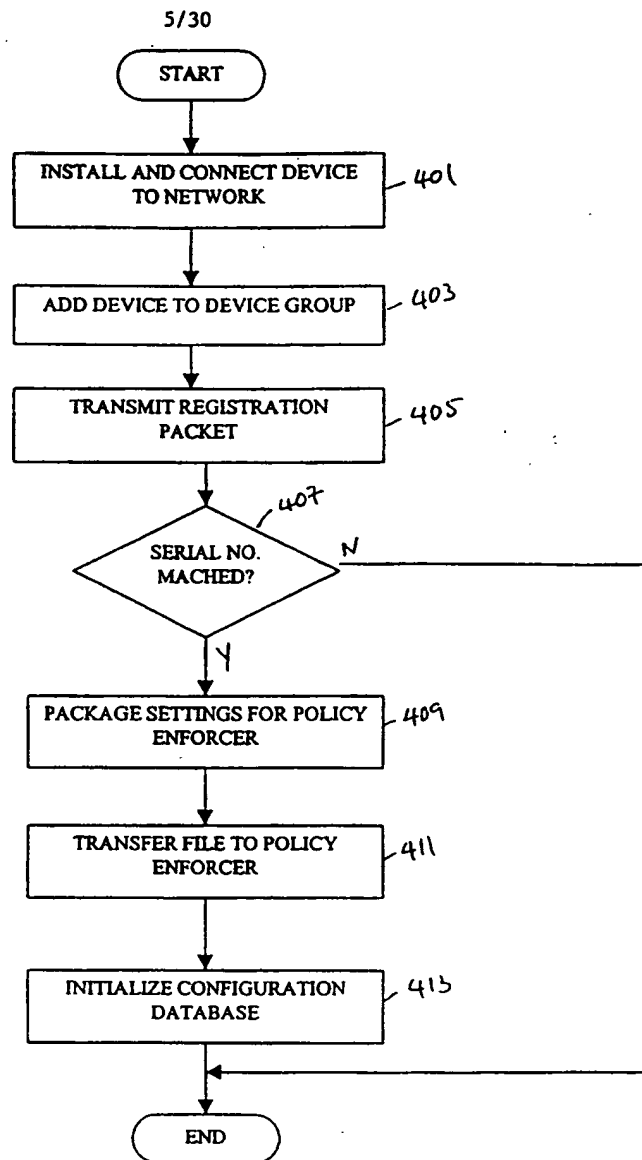 5/30
START
INSTALL AND CONNECT DEVICE
TO NETWORK
401
ADD DEVICE TO DEVICE GROUP
403
TRANSMIT REGISTRATION
PACKET
405
407
SERIAL NO.
MACHED?
N
Y
PACKAGE SETTINGS FOR POLICY
ENFORCER
409
TRANSFER FILE TO POLICY
ENFORCER
411
INITIALIZE CONFIGURATION
DATABASE
413
END